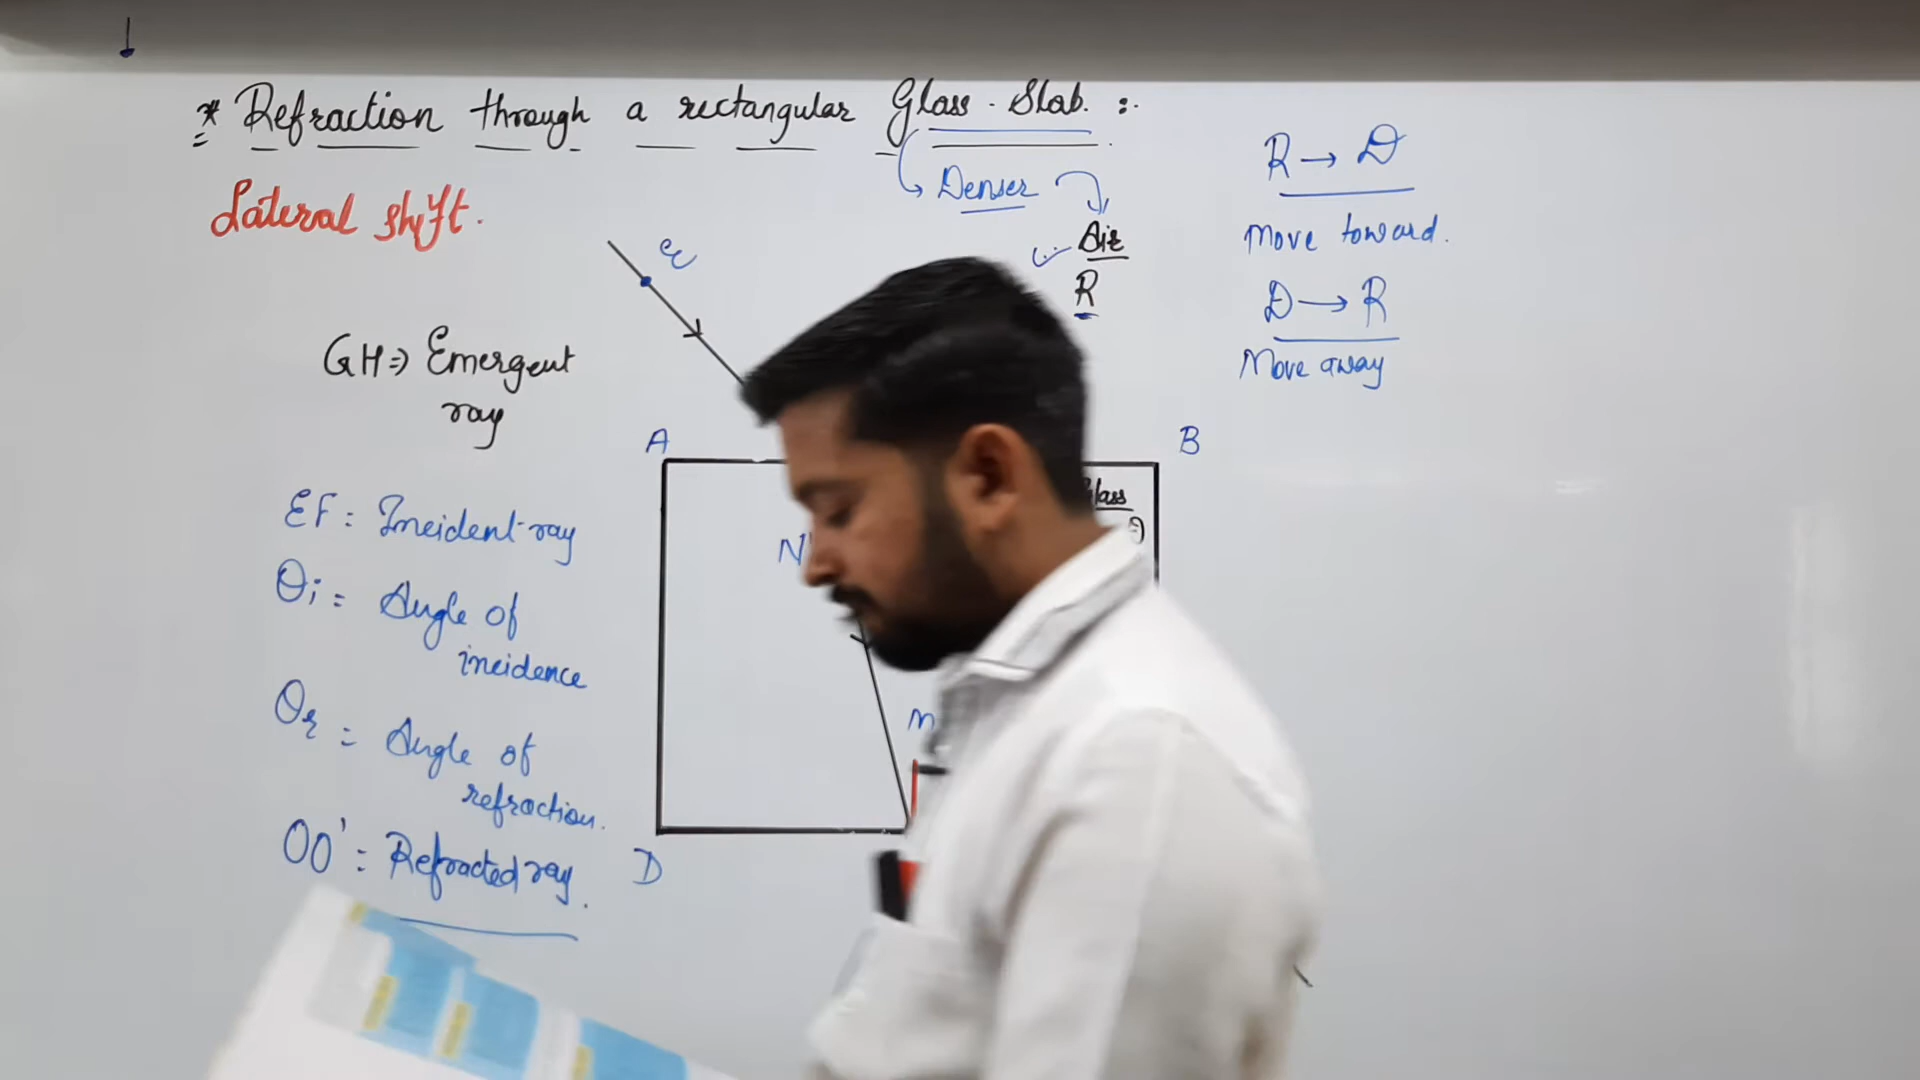 * Refraction through a rectangular Glass - Slab. :-
Denser
Air
R
Lateral shift.
R → D
Move toward.
D → R
Move away
E
GH => Emergent
ray
A
B
Glass
N'
EF = Incident-ray
θi = Angle of
incidence
θr = Angle of
refraction.
M
OO' = Refracted ray.
D